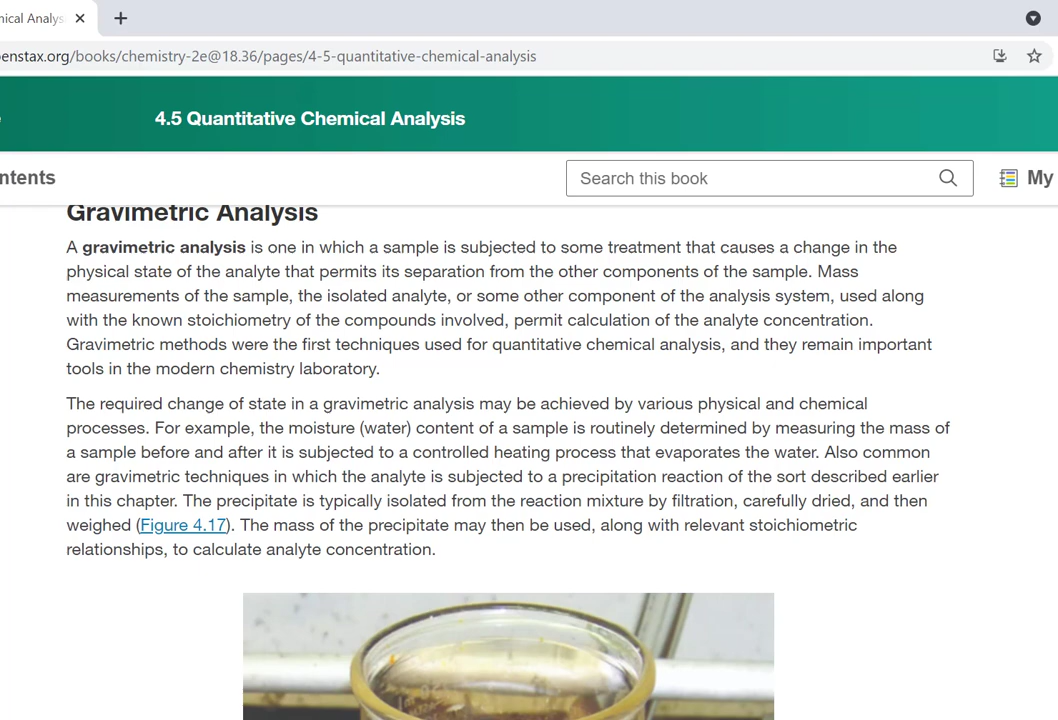 nical Analys
enstax.org/books/chemistry-2e@18.36/pages/4-5-quantitative-chemical-analysis
4.5 Quantitative Chemical Analysis
ntents
Search this book
My
Gravimetric Analysis
A gravimetric analysis is one in which a sample is subjected to some treatment that causes a change in the
physical state of the analyte that permits its separation from the other components of the sample. Mass
measurements of the sample, the isolated analyte, or some other component of the analysis system, used along
with the known stoichiometry of the compounds involved, permit calculation of the analyte concentration.
Gravimetric methods were the first techniques used for quantitative chemical analysis, and they remain important
tools in the modern chemistry laboratory.
The required change of state in a gravimetric analysis may be achieved by various physical and chemical
processes. For example, the moisture (water) content of a sample is routinely determined by measuring the mass of
a sample before and after it is subjected to a controlled heating process that evaporates the water. Also common
are gravimetric techniques in which the analyte is subjected to a precipitation reaction of the sort described earlier
in this chapter. The precipitate is typically isolated from the reaction mixture by filtration, carefully dried, and then
weighed (Figure 4.17). The mass of the precipitate may then be used, along with relevant stoichiometric
relationships, to calculate analyte concentration.